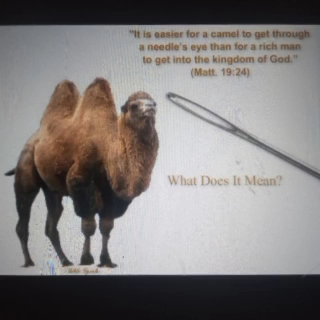 "It is easier for a camel to get through
a needle's eye than for a rich man
to get into the kingdom of God."
(Matt. 19:24)
What Does It Mean?